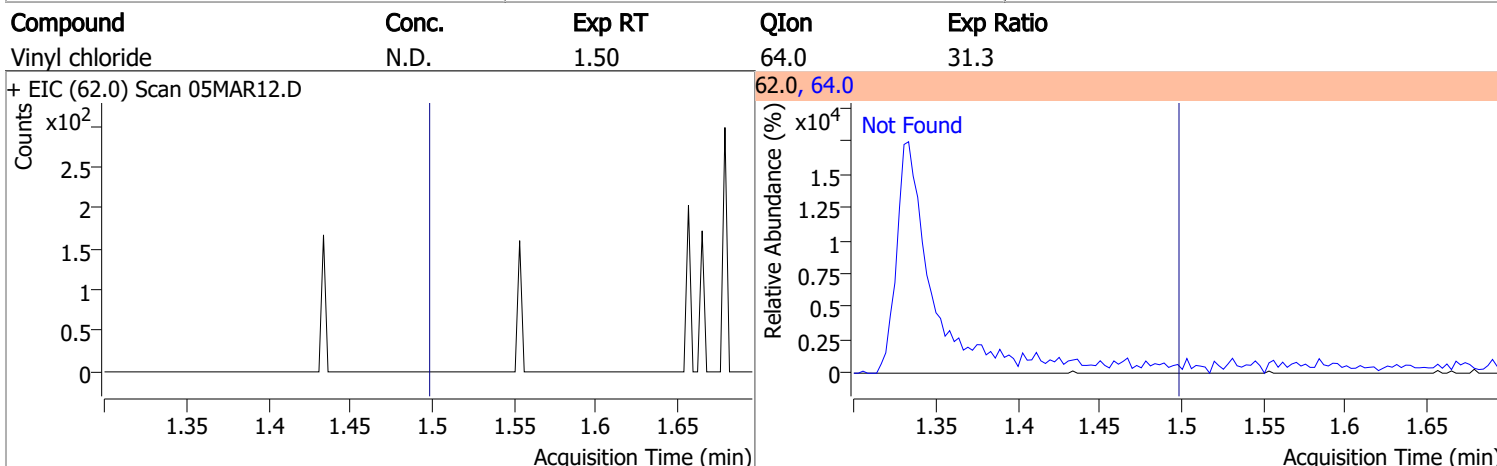 Compound Conc. Exp RT QIon Exp Ratio
Vinyl chloride N.D. 1.50 64.0 31.3
+ EIC (62.0) Scan 05MAR12.D
Counts
x10²
2.5
2
1.5
1
0.5
0
1.35 1.4 1.45 1.5 1.55 1.6 1.65
Acquisition Time (min)
62.0, 64.0
Relative Abundance (%)
x10⁴
Not Found
1.5
1.25
1
0.75
0.5
0.25
0
1.35 1.4 1.45 1.5 1.55 1.6 1.65
Acquisition Time (min)